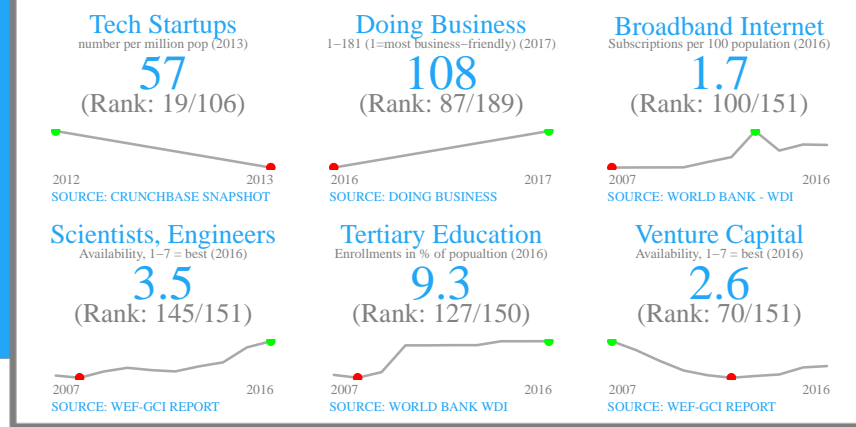 Tech Startups
number per million pop (2013)
57
(Rank: 19/106)
2012 2013
SOURCE: CRUNCHBASE SNAPSHOT
Doing Business
1−181 (1=most business−friendly) (2017)
108
(Rank: 87/189)
2016 2017
SOURCE: DOING BUSINESS
Broadband Internet
Subscriptions per 100 population (2016)
1.7
(Rank: 100/151)
2007 2016
SOURCE: WORLD BANK - WDI
Scientists, Engineers
Availability, 1−7 = best (2016)
3.5
(Rank: 145/151)
2007 2016
SOURCE: WEF-GCI REPORT
Tertiary Education
Enrollments in % of popualtion (2016)
9.3
(Rank: 127/150)
2007 2016
SOURCE: WORLD BANK WDI
Venture Capital
Availability, 1−7 = best (2016)
2.6
(Rank: 70/151)
2007 2016
SOURCE: WEF-GCI REPORT